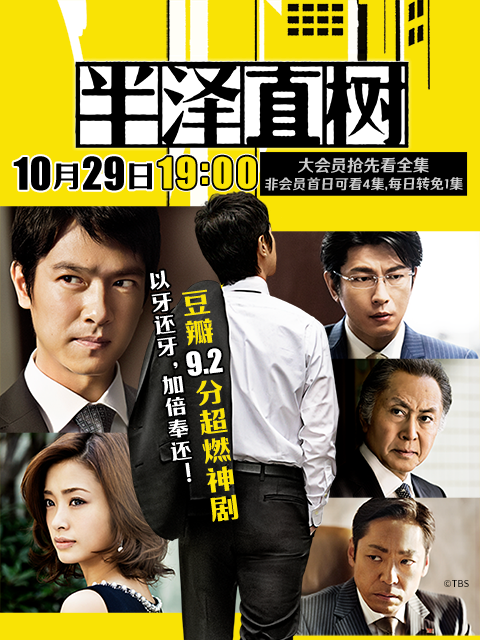 半泽直树
10月29日19:00
大会员抢先看全集
非会员首日可看4集,每日转免1集
豆瓣9.2分超燃神剧
以牙还牙，加倍奉还！
©TBS